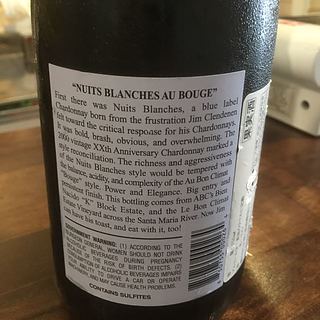 "NUITS BLANCHES AU BOUGE"
First there was Nuits Blanches, a blue label
Chardonnay born from the frustration Jim Clendenen
felt toward the critical response for his Chardonnays.
It was bold, brash, obvious, and overwhelming. The
2000 vintage XXth Anniversary Chardonnay marked a
style reconciliation. The richness and aggressiveness
of the Nuits Blanches style would be tempered with
the balance, acidity, and complexity of the Au Bon Climat
"Bouge" style. Power and Elegance. Big entry and
persistent finish. This combination comes from ABC's Bien
Nacido "K" Block Estate, and the Le Bon Climat
Estate Vineyard across the Santa Maria River. Now Jim
can have his toast, and eat with it, too!
GOVERNMENT WARNING: (1) ACCORDING TO THE
SURGEON GENERAL, WOMEN SHOULD NOT DRINK
BEVERAGES DURING PREGNANCY
BECAUSE OF THE RISK OF BIRTH DEFECTS. (2)
CONSUMPTION OF ALCOHOLIC BEVERAGES IMPAIRS
YOUR ABILITY TO DRIVE A CAR OR OPERATE
MACHINERY, AND MAY CAUSE HEALTH PROBLEMS.
CONTAINS SULFITES